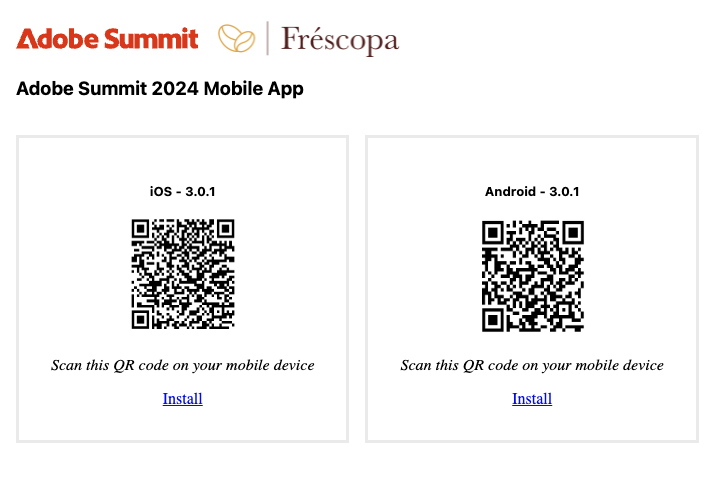 Adobe Summit Fréscopa
Adobe Summit 2024 Mobile App
iOS - 3.0.1
Scan this QR code on your mobile device
Install
Android - 3.0.1
Scan this QR code on your mobile device
Install